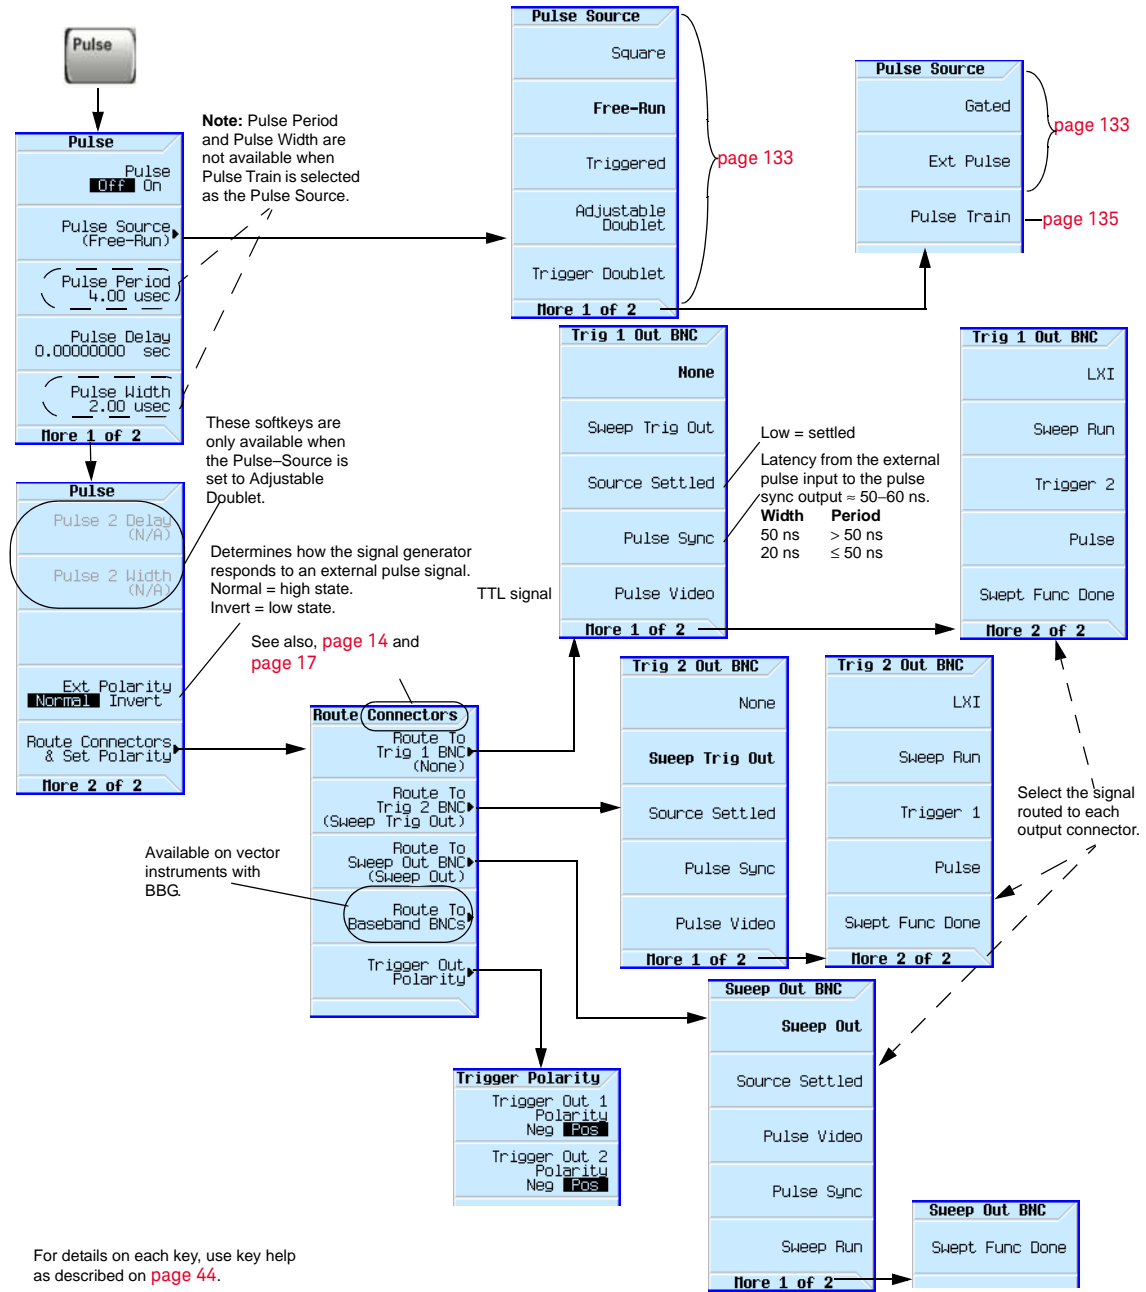 Pulse
Note: Pulse Period
and Pulse Width are
not available when
Pulse Train is selected
as the Pulse Source.
Pulse
Pulse
Off On
Pulse Source
(Free-Run)
Pulse Period
4.00 usec
Pulse Delay
0.00000000 sec
Pulse Width
2.00 usec
More 1 of 2
Pulse Source
Square
Free-Run
Triggered
Adjustable
Doublet
Trigger Doublet
More 1 of 2
page 133
Pulse Source
Gated
Ext Pulse
Pulse Train
page 133
page 135
These softkeys are
only available when
the Pulse–Source is
set to Adjustable
Doublet.
Pulse
Pulse 2 Delay
(N/A)
Pulse 2 Width
(N/A)
Ext Polarity
Normal Invert
Route Connectors
& Set Polarity
More 2 of 2
Determines how the signal generator
responds to an external pulse signal.
Normal = high state.
Invert = low state.
See also, page 14 and
page 17
TTL signal
Trig 1 Out BNC
None
Sweep Trig Out
Source Settled
Pulse Sync
Pulse Video
More 1 of 2
Low = settled
Latency from the external
pulse input to the pulse
sync output ≈ 50–60 ns.
Width Period
50 ns > 50 ns
20 ns ≤ 50 ns
Trig 1 Out BNC
LXI
Sweep Run
Trigger 2
Pulse
Swept Func Done
More 2 of 2
Route Connectors
Route To
Trig 1 BNC
(None)
Route To
Trig 2 BNC
(Sweep Trig Out)
Route To
Sweep Out BNC
(Sweep Out)
Route To
Baseband BNCs
Trigger Out
Polarity
Available on vector
instruments with
BBG.
Trig 2 Out BNC
None
Sweep Trig Out
Source Settled
Pulse Sync
Pulse Video
More 1 of 2
Trig 2 Out BNC
LXI
Sweep Run
Trigger 1
Pulse
Swept Func Done
More 2 of 2
Select the signal
routed to each
output connector.
Trigger Polarity
Trigger Out 1
Polarity
Neg Pos
Trigger Out 2
Polarity
Neg Pos
Sweep Out BNC
Sweep Out
Source Settled
Pulse Video
Pulse Sync
Sweep Run
More 1 of 2
Sweep Out BNC
Swept Func Done
For details on each key, use key help
as described on page 44.